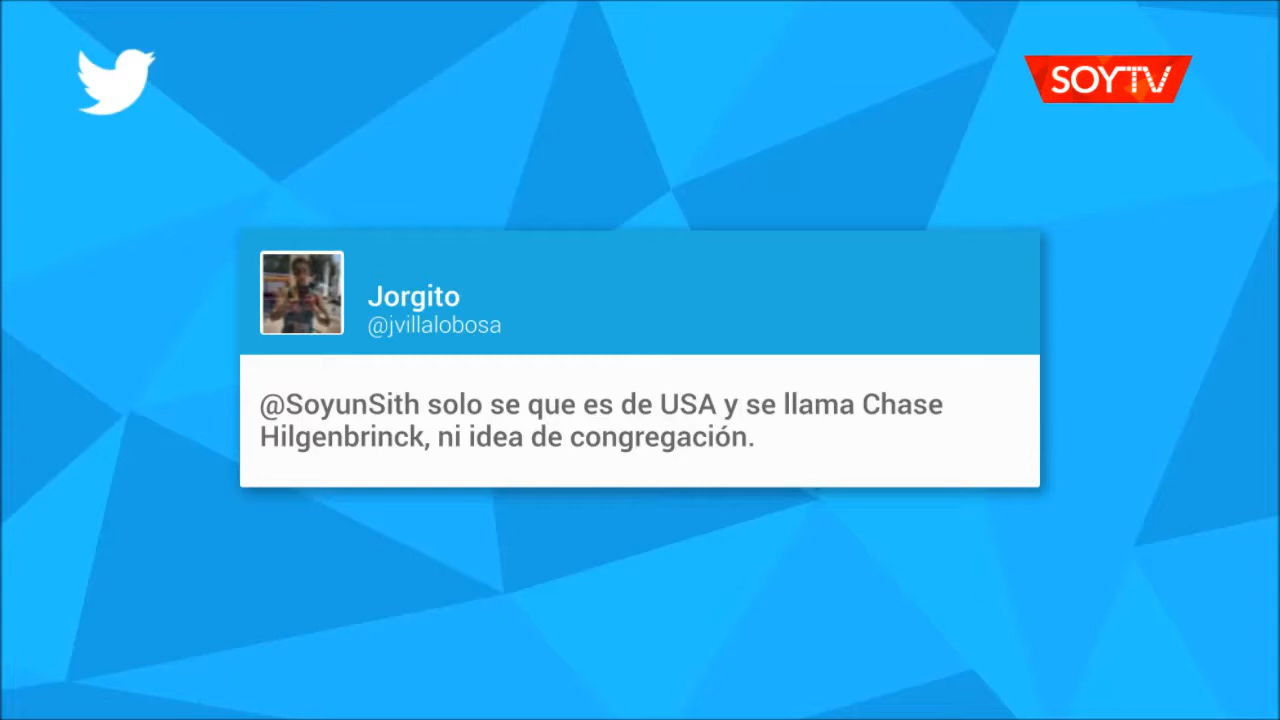 SOYTV
Jorgito
@jvillalobosa
@SoyunSith solo se que es de USA y se llama Chase
Hilgenbrinck, ni idea de congregación.